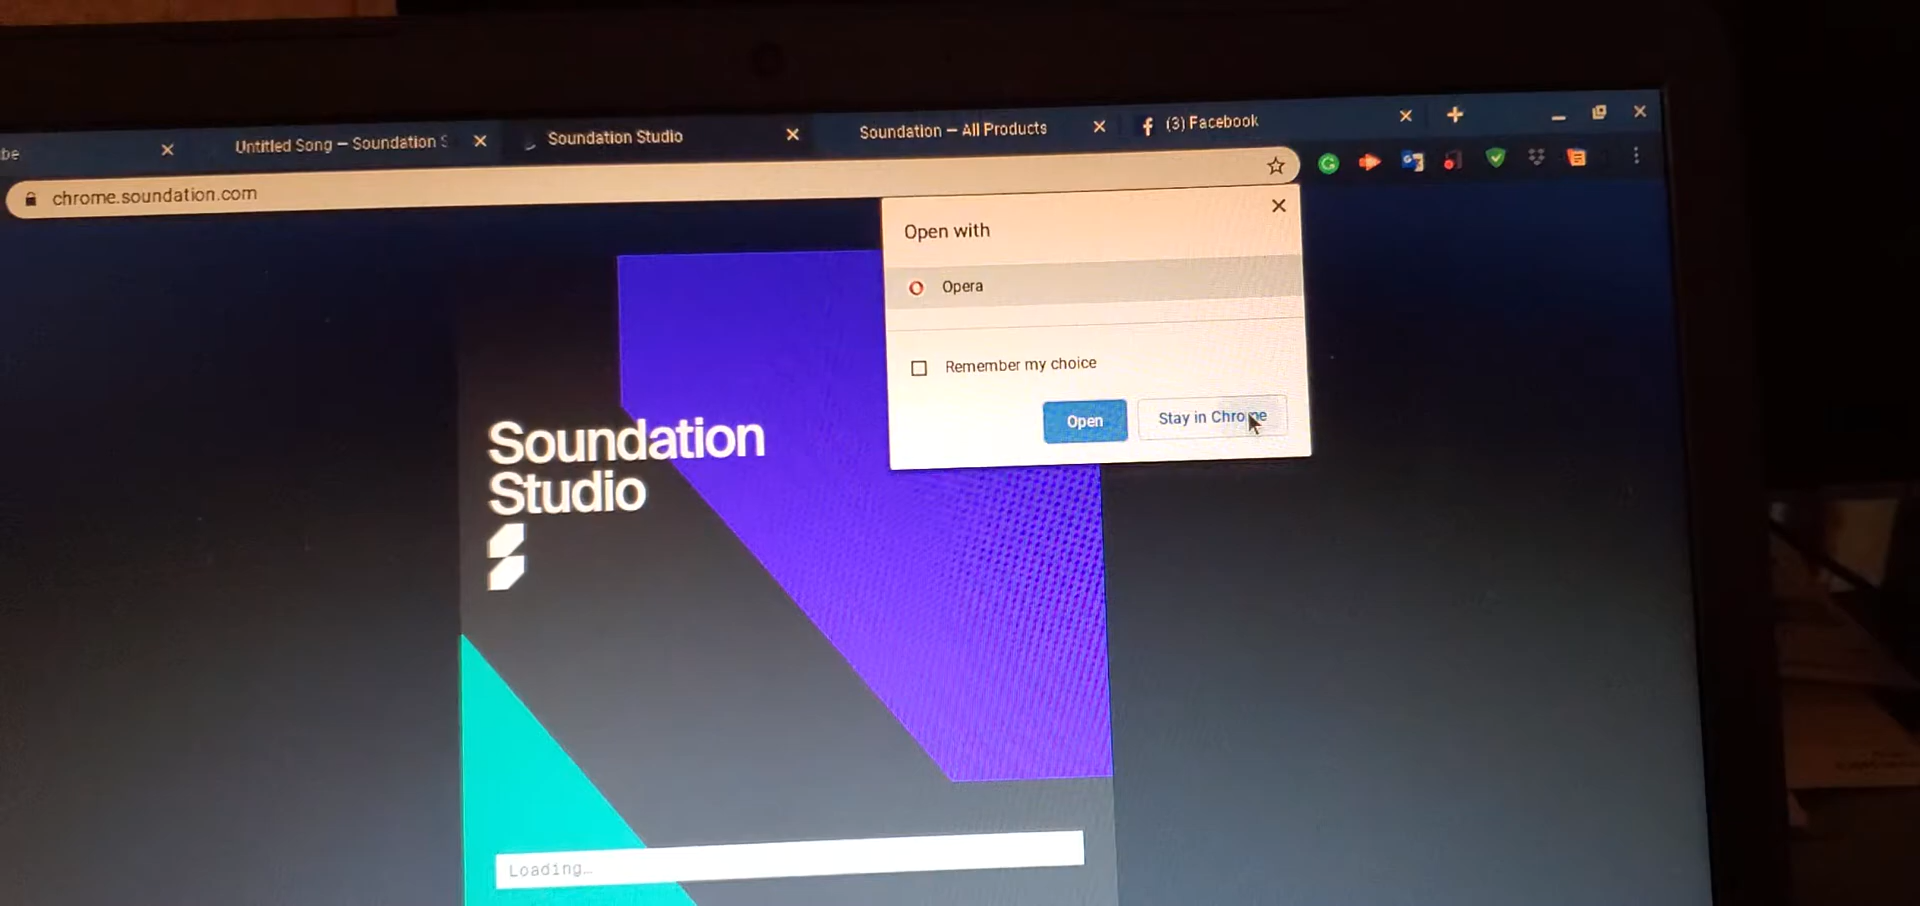 be
Untitled Song – Soundation S
Soundation Studio
Soundation – All Products
(3) Facebook
chrome.soundation.com
Open with
Opera
Remember my choice
Open
Stay in Chrome
Soundation
Studio
Loading…